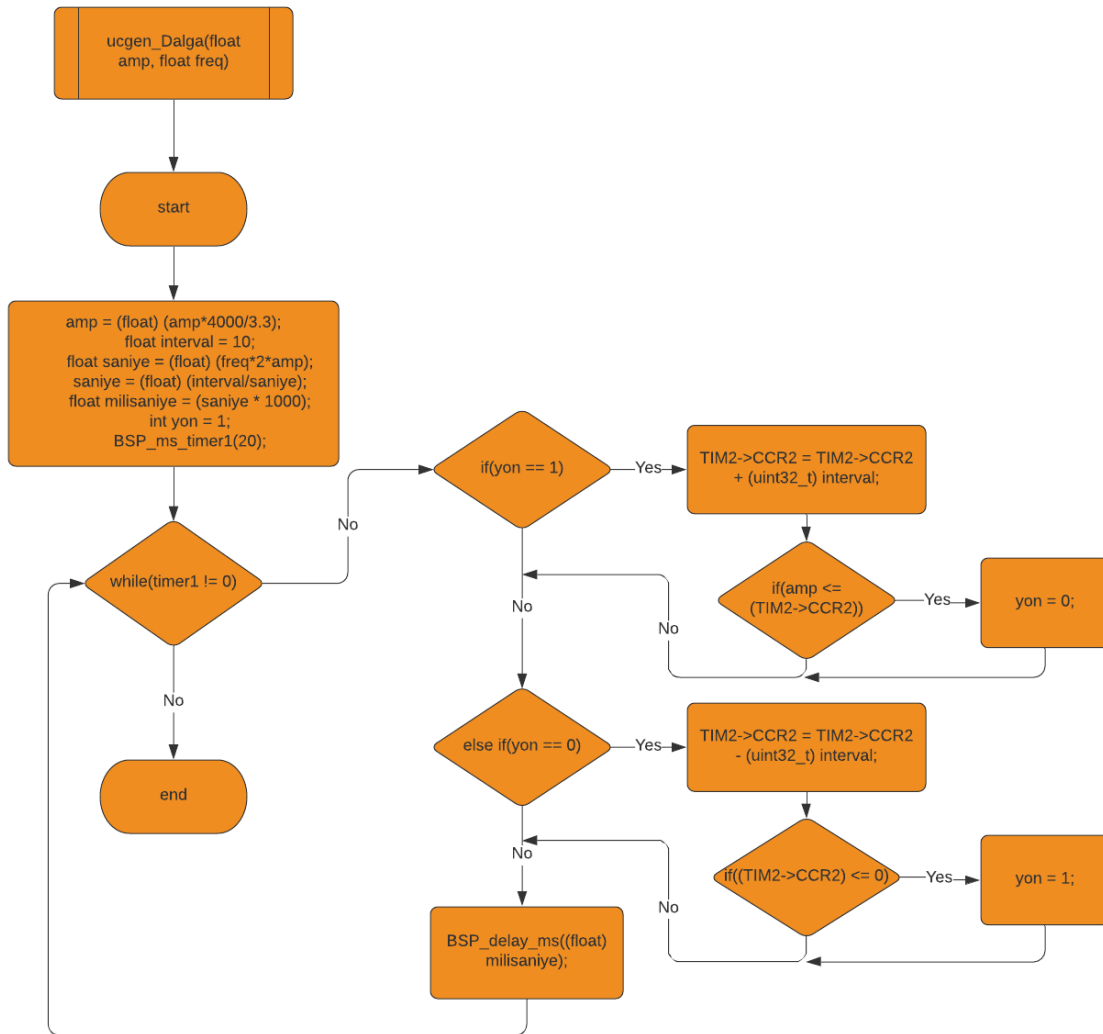 ucgen_Dalga(float
amp, float freq)
start
amp = (float) (amp*4000/3.3);
float interval = 10;
float saniye = (float) (freq*2*amp);
saniye = (float) (interval/saniye);
float milisaniye = (saniye * 1000);
int yon = 1;
BSP_ms_timer1(20);
while(timer1 != 0)
No
No
end
if(yon == 1)
Yes
TIM2->CCR2 = TIM2->CCR2
+ (uint32_t) interval;
if(amp <=
(TIM2->CCR2))
Yes
yon = 0;
No
No
else if(yon == 0)
Yes
TIM2->CCR2 = TIM2->CCR2
- (uint32_t) interval;
if((TIM2->CCR2) <= 0)
Yes
yon = 1;
No
No
BSP_delay_ms((float)
milisaniye);